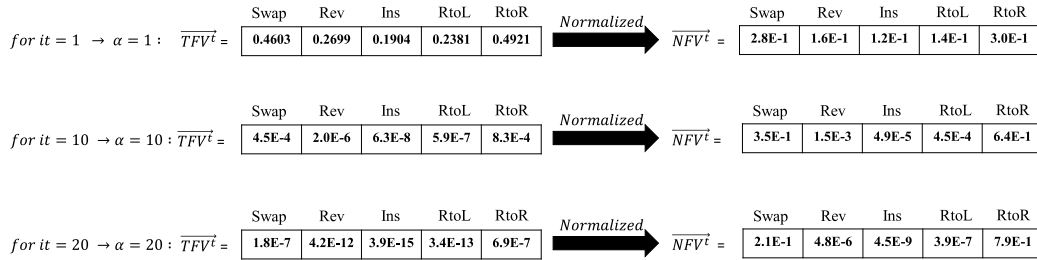 Swap Rev Ins RtoL RtoR Normalized Swap Rev Ins RtoL RtoR
for it = 1 → α = 1 : TFV^t = 0.4603 0.2699 0.1904 0.2381 0.4921 NFV^t = 2.8E-1 1.6E-1 1.2E-1 1.4E-1 3.0E-1
Swap Rev Ins RtoL RtoR Normalized Swap Rev Ins RtoL RtoR
for it = 10 → α = 10 : TFV^t = 4.5E-4 2.0E-6 6.3E-8 5.9E-7 8.3E-4 NFV^t = 3.5E-1 1.5E-3 4.9E-5 4.5E-4 6.4E-1
Swap Rev Ins RtoL RtoR Normalized Swap Rev Ins RtoL RtoR
for it = 20 → α = 20 : TFV^t = 1.8E-7 4.2E-12 3.9E-15 3.4E-13 6.9E-7 NFV^t = 2.1E-1 4.8E-6 4.5E-9 3.9E-7 7.9E-1